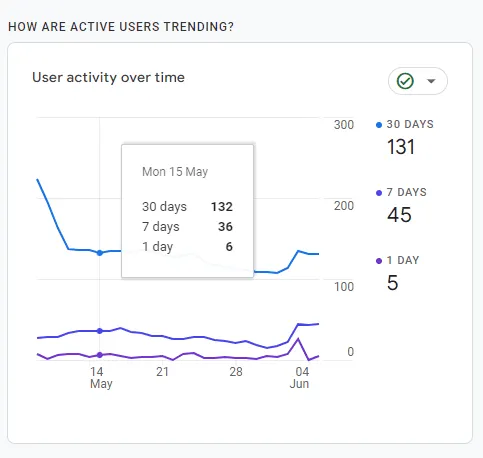 HOW ARE ACTIVE USERS TRENDING?
User activity over time
300
200
100
0
Mon 15 May
30 days 132
7 days 36
1 day 6
14
May
21
28
04
Jun
30 DAYS
131
7 DAYS
45
1 DAY
5